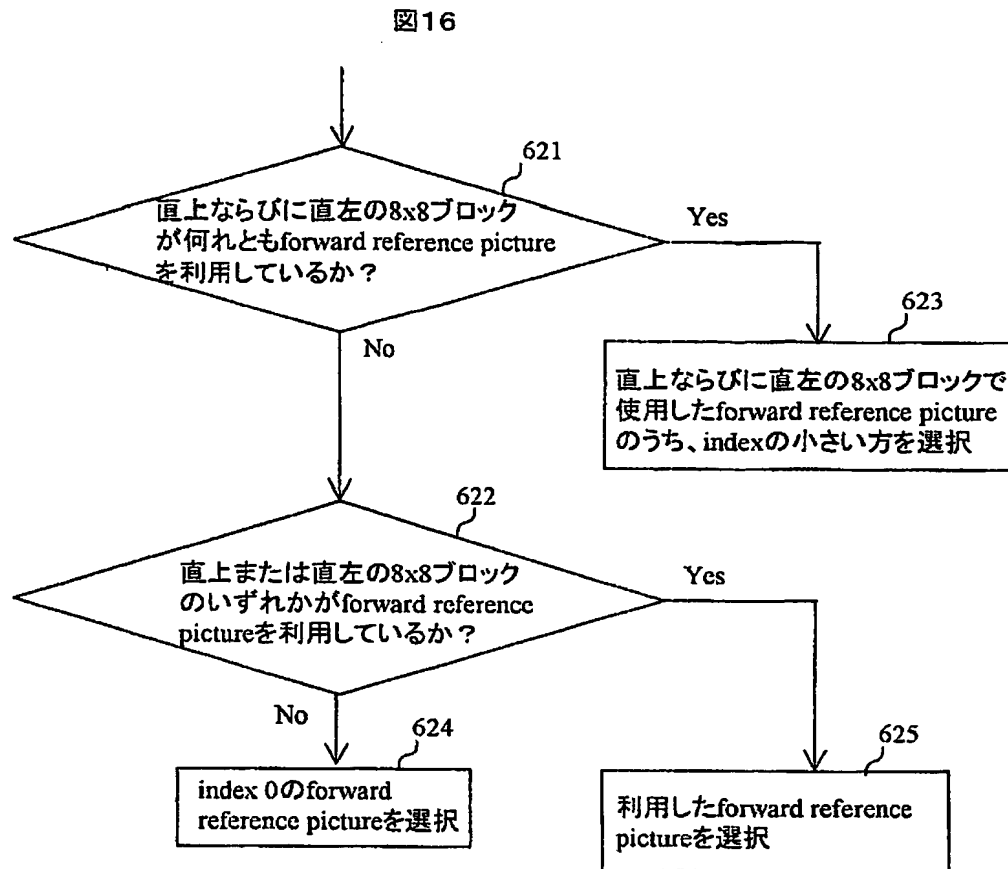 図16
621
直上ならびに直左の8x8ブロック
が何れともforward reference picture
を利用しているか？
Yes
No
623
直上ならびに直左の8x8ブロックで
使用したforward reference picture
のうち、indexの小さい方を選択
622
直上または直左の8x8ブロック
のいずれかがforward reference
pictureを利用しているか？
Yes
No
624
index 0のforward
reference pictureを選択
625
利用したforward reference
pictureを選択